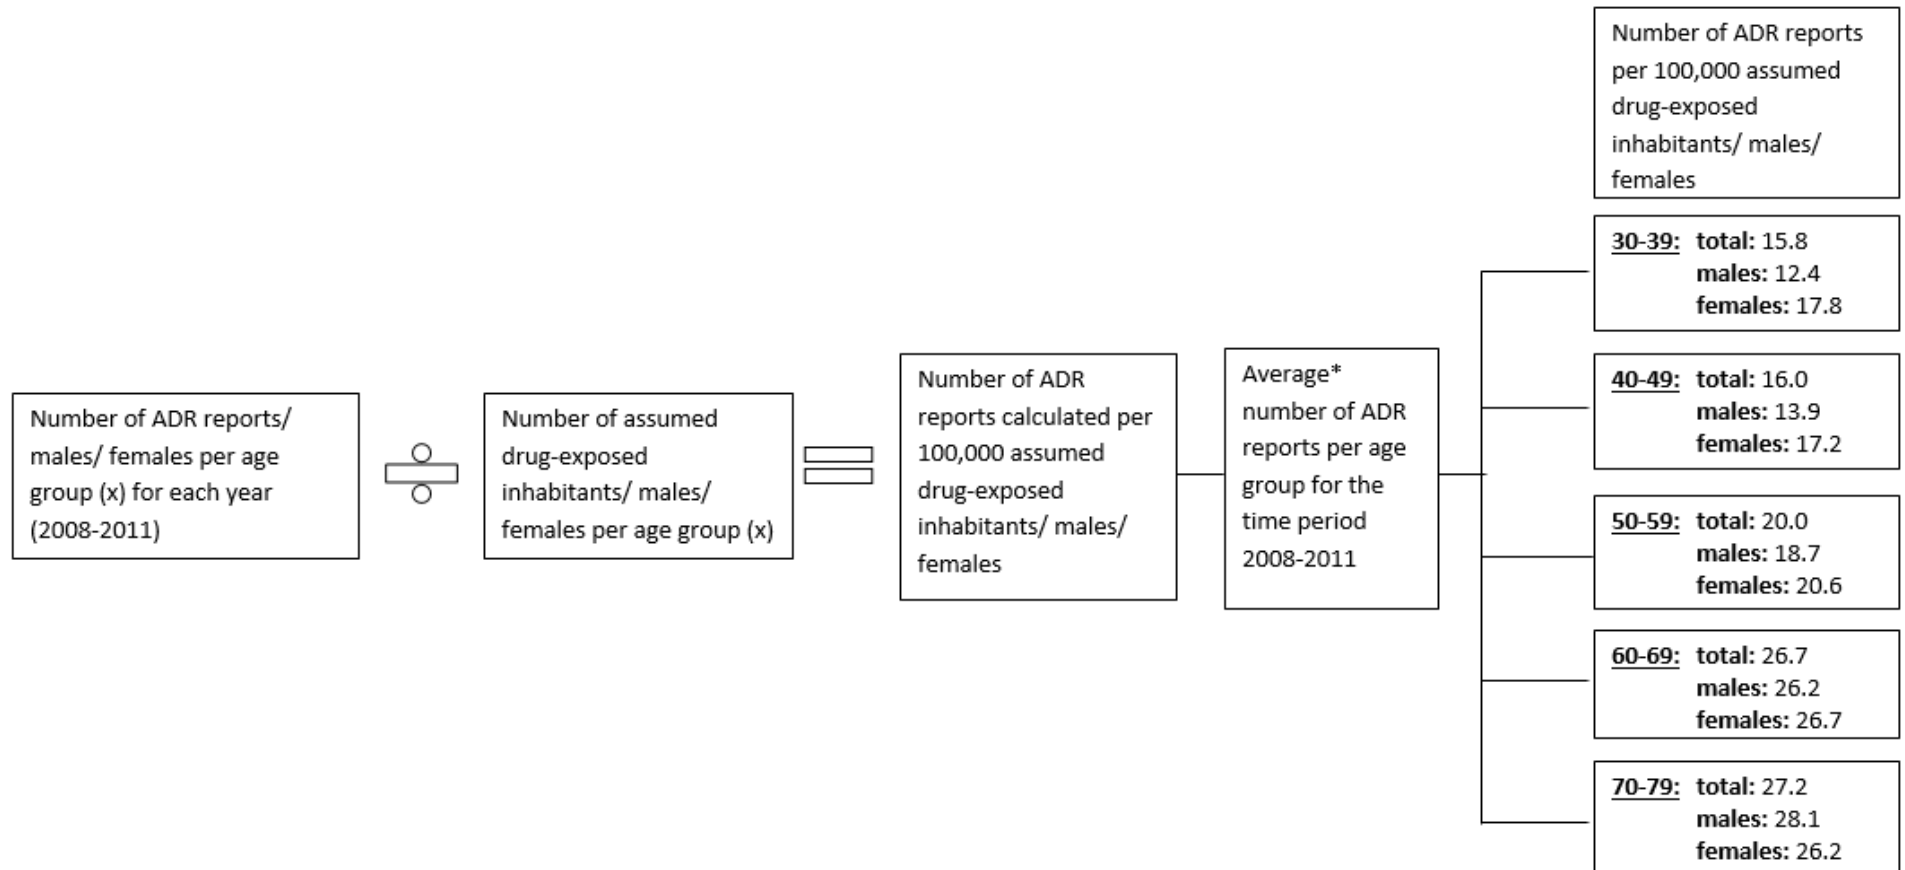 Number of ADR reports/
males/ females per age
group (x) for each year
(2008-2011)
Number of assumed
drug-exposed
inhabitants/ males/
females per age group (x)
Number of ADR
reports calculated per
100,000 assumed
drug-exposed
inhabitants/ males/
females
Average*
number of ADR
reports per age
group for the
time period
2008-2011
Number of ADR reports
per 100,000 assumed
drug-exposed
inhabitants/ males/
females
30-39: total: 15.8
males: 12.4
females: 17.8
40-49: total: 16.0
males: 13.9
females: 17.2
50-59: total: 20.0
males: 18.7
females: 20.6
60-69: total: 26.7
males: 26.2
females: 26.7
70-79: total: 27.2
males: 28.1
females: 26.2